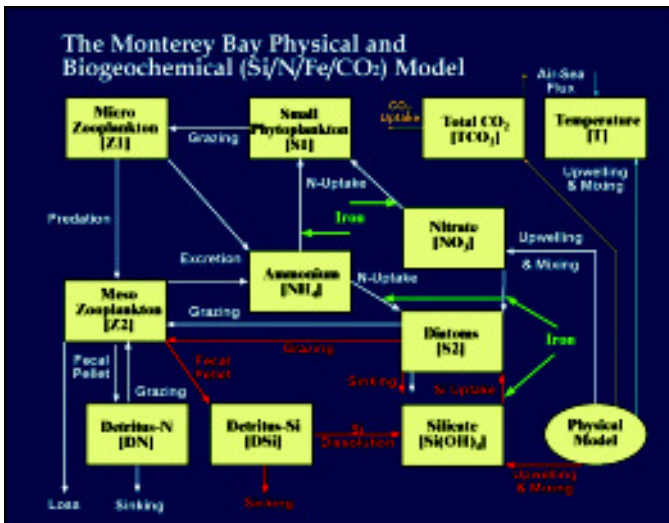 The Monterey Bay Physical and
Biogeochemical (Si/N/Fe/CO₂) Model
Air-Sea
Flux
Micro
Zooplankton
[Z1]
Grazing
Small
Phytoplankton
[S1]
CO₂
Uptake
Total CO₂
[TCO₂]
Temperature
[T]
Upwelling
& Mixing
N-Uptake
Iron
Predation
Nitrate
[NO₃]
Upwelling
& Mixing
Excretion
Ammonium
[NH₄]
N-Uptake
Meso
Zooplankton
[Z2]
Grazing
Grazing
Diatoms
[S2]
Iron
Fecal
Pellet
Grazing
Fecal
Pellet
Sinking
Si-Uptake
Detritus-N
[DN]
Detritus-Si
[DSi]
Si
Dissolution
Silicate
[Si(OH)₄]
Physical
Model
Loss
Sinking
Sinking
Upwelling
& Mixing